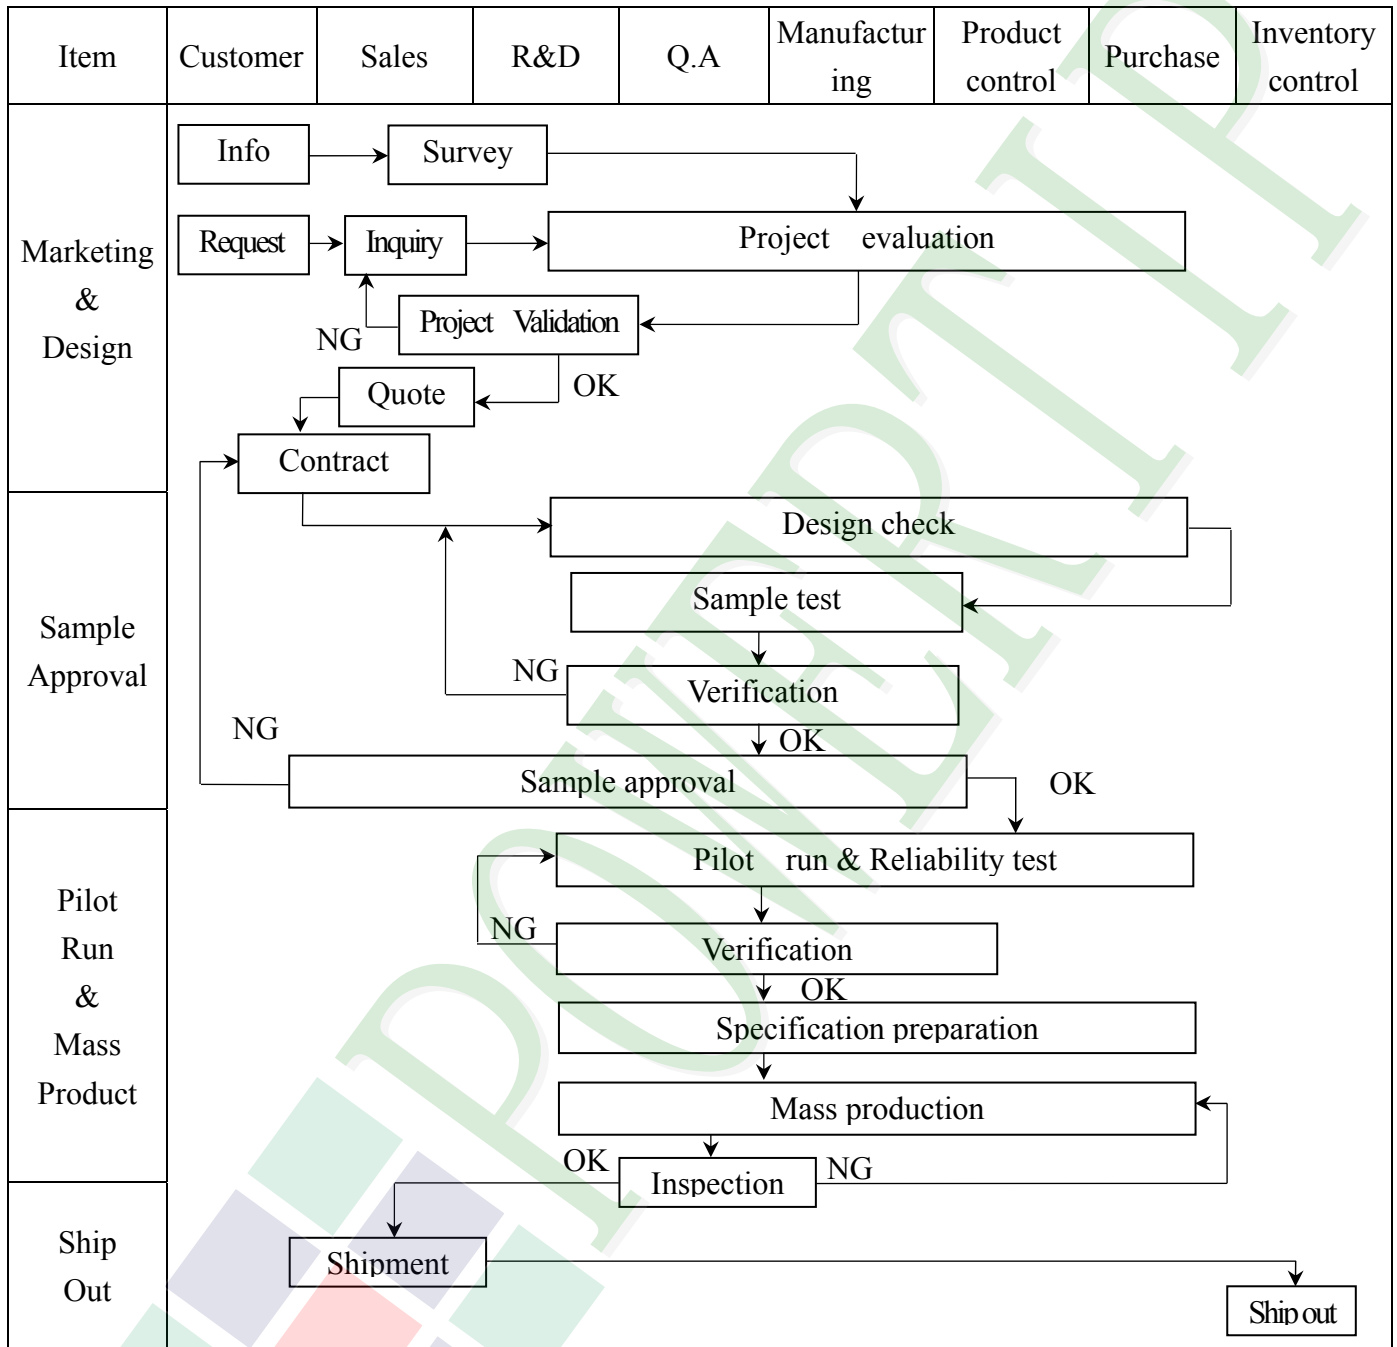 Item
Customer
Sales
R&D
Q.A
Manufactur
ing
Product
control
Purchase
Inventory
control
Marketing
&
Design
Info
Survey
Request
Inquiry
Project evaluation
NG
Project Validation
Quote
OK
Contract
Sample
Approval
Design check
Sample test
NG
Verification
NG
OK
Sample approval
OK
Pilot
Run
&
Mass
Product
Pilot run & Reliability test
NG
Verification
OK
Specification preparation
Mass production
OK
Inspection
NG
Ship
Out
Shipment
Ship out
POWERTIP